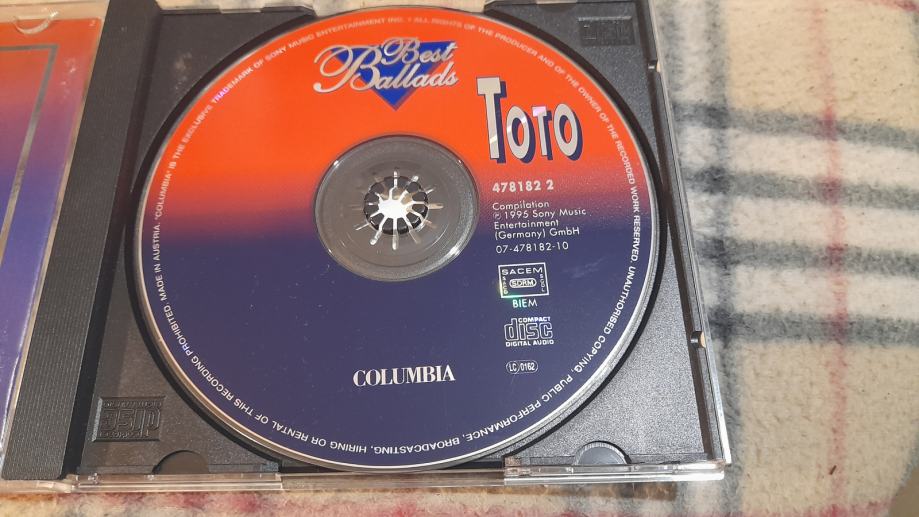 Best
Ballads
TOTO
478182 2
Compilation
℗ 1995 Sony Music
Entertainment
(Germany) GmbH
07-478182-10
SACEM
SDRM
BIEM
COMPACT
disc
DIGITAL AUDIO
LC 0162
COLUMBIA
MADE IN AUSTRIA. "COLUMBIA" IS THE EXCLUSIVE TRADEMARK OF SONY MUSIC ENTERTAINMENT INC. • ALL RIGHTS OF THE PRODUCER AND OF THE OWNER OF THE RECORDED WORK RESERVED. UNAUTHORISED COPYING, PUBLIC PERFORMANCE, BROADCASTING, HIRING OR RENTAL OF THIS RECORDING PROHIBITED.